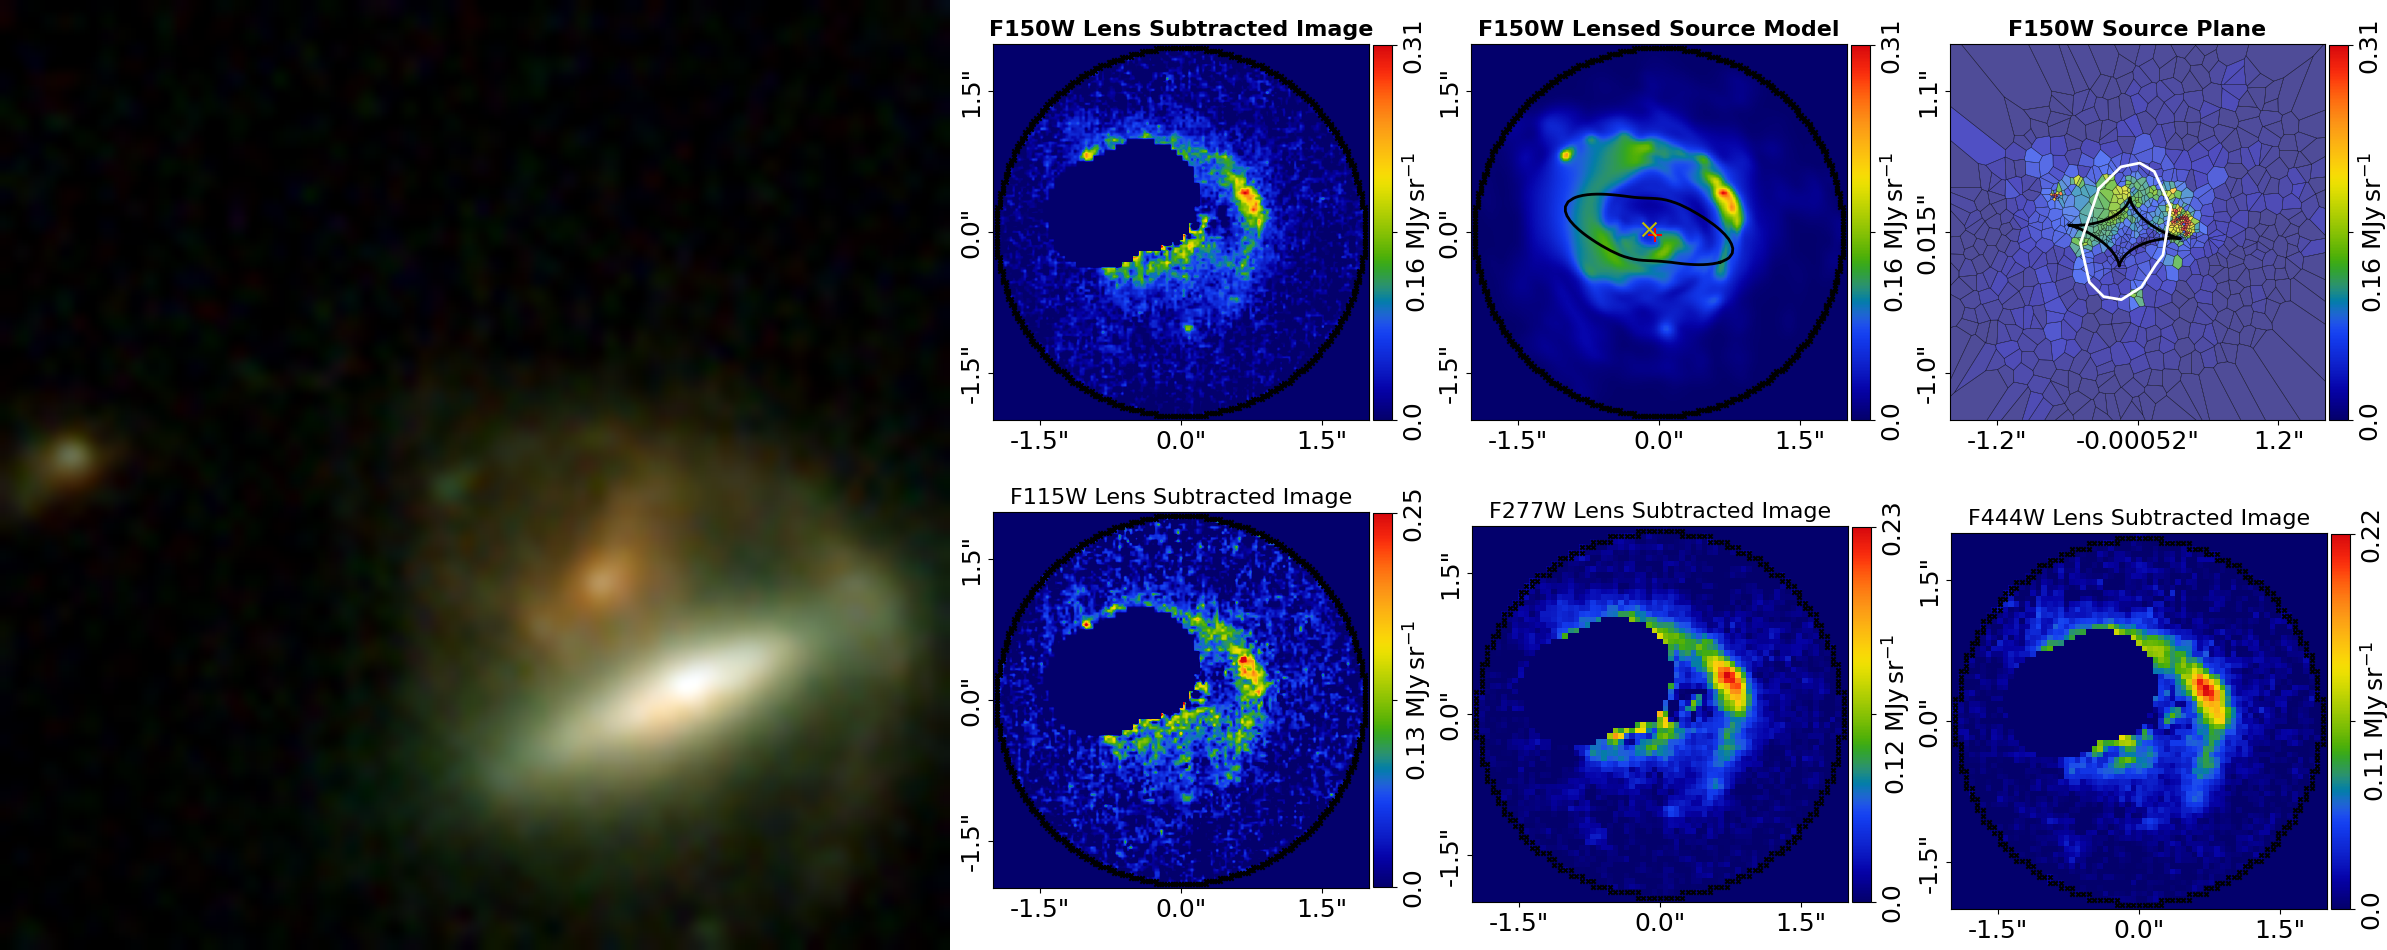 F150W Lens Subtracted Image
1.5"
0.0"
-1.5"
-1.5" 0.0" 1.5"
0.31
0.16 MJy sr−1
0.0
F150W Lensed Source Model
1.5"
0.0"
-1.5"
-1.5" 0.0" 1.5"
0.31
0.16 MJy sr−1
0.0
F150W Source Plane
1.1"
0.015"
-1.0"
-1.2" -0.00052" 1.2"
0.31
0.16 MJy sr−1
0.0
F115W Lens Subtracted Image
1.5"
0.0"
-1.5"
-1.5" 0.0" 1.5"
0.25
0.13 MJy sr−1
0.0
F277W Lens Subtracted Image
1.5"
0.0"
-1.5"
-1.5" 0.0" 1.5"
0.23
0.12 MJy sr−1
0.0
F444W Lens Subtracted Image
1.5"
0.0"
-1.5"
-1.5" 0.0" 1.5"
0.22
0.11 MJy sr−1
0.0